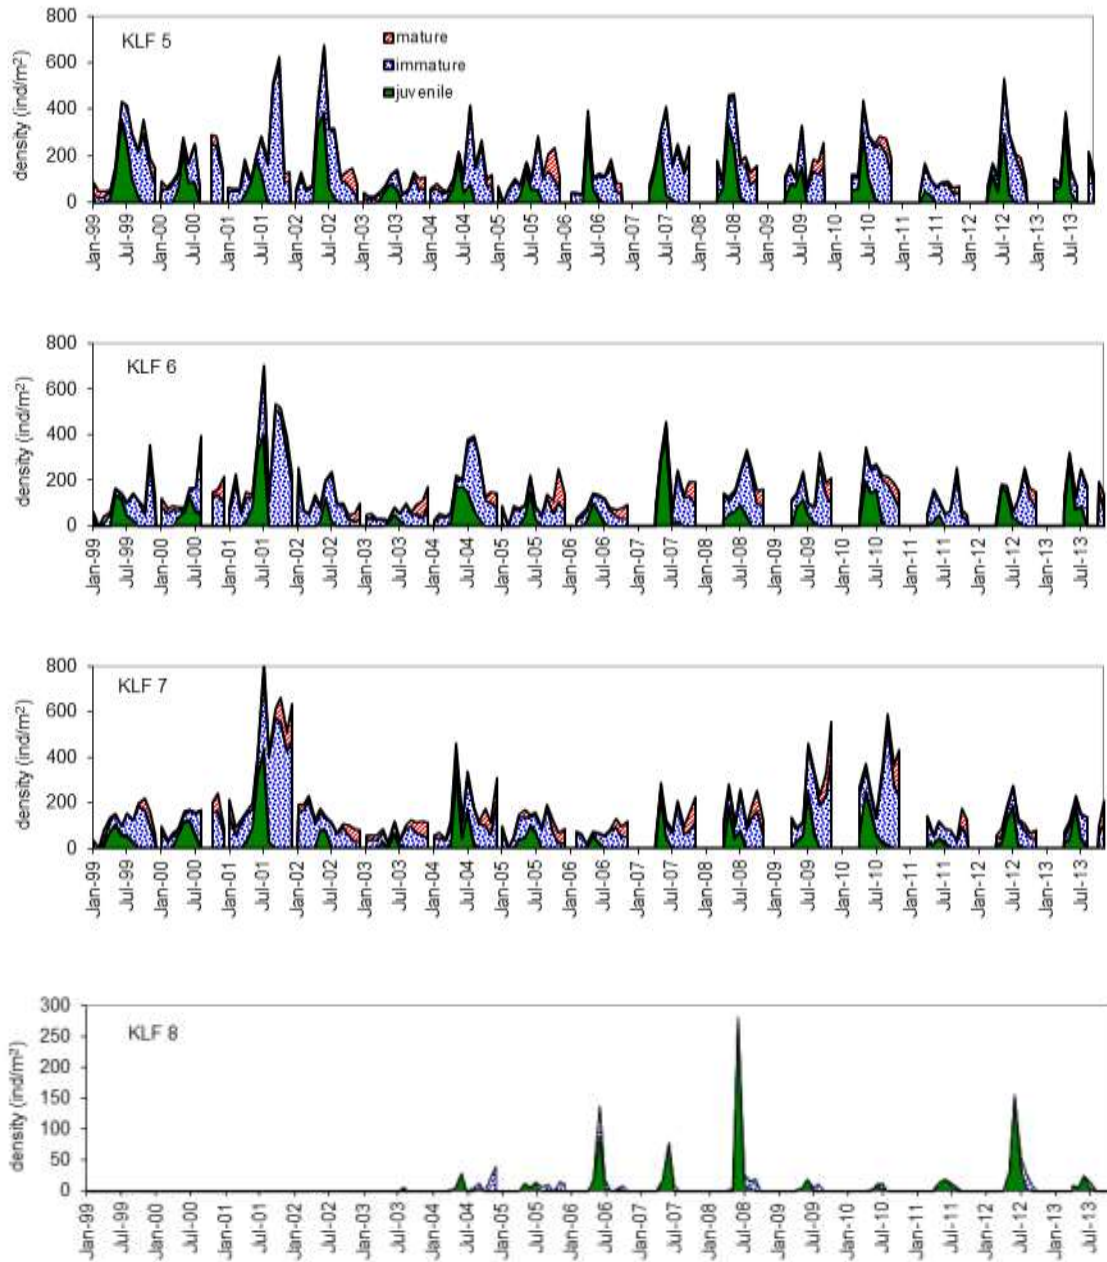 KLF 5
mature
immature
juvenile
density (ind/m²)
800
600
400
200
0
Jan-99 Jul-99 Jan-00 Jul-00 Jan-01 Jul-01 Jan-02 Jul-02 Jan-03 Jul-03 Jan-04 Jul-04 Jan-05 Jul-05 Jan-06 Jul-06 Jan-07 Jul-07 Jan-08 Jul-08 Jan-09 Jul-09 Jan-10 Jul-10 Jan-11 Jul-11 Jan-12 Jul-12 Jan-13 Jul-13
KLF 6
density (ind/m²)
800
600
400
200
0
Jan-99 Jul-99 Jan-00 Jul-00 Jan-01 Jul-01 Jan-02 Jul-02 Jan-03 Jul-03 Jan-04 Jul-04 Jan-05 Jul-05 Jan-06 Jul-06 Jan-07 Jul-07 Jan-08 Jul-08 Jan-09 Jul-09 Jan-10 Jul-10 Jan-11 Jul-11 Jan-12 Jul-12 Jan-13 Jul-13
KLF 7
density (ind/m²)
800
600
400
200
0
Jan-99 Jul-99 Jan-00 Jul-00 Jan-01 Jul-01 Jan-02 Jul-02 Jan-03 Jul-03 Jan-04 Jul-04 Jan-05 Jul-05 Jan-06 Jul-06 Jan-07 Jul-07 Jan-08 Jul-08 Jan-09 Jul-09 Jan-10 Jul-10 Jan-11 Jul-11 Jan-12 Jul-12 Jan-13 Jul-13
KLF 8
density (ind/m²)
300
250
200
150
100
50
0
Jan-99 Jul-99 Jan-00 Jul-00 Jan-01 Jul-01 Jan-02 Jul-02 Jan-03 Jul-03 Jan-04 Jul-04 Jan-05 Jul-05 Jan-06 Jul-06 Jan-07 Jul-07 Jan-08 Jul-08 Jan-09 Jul-09 Jan-10 Jul-10 Jan-11 Jul-11 Jan-12 Jul-12 Jan-13 Jul-13